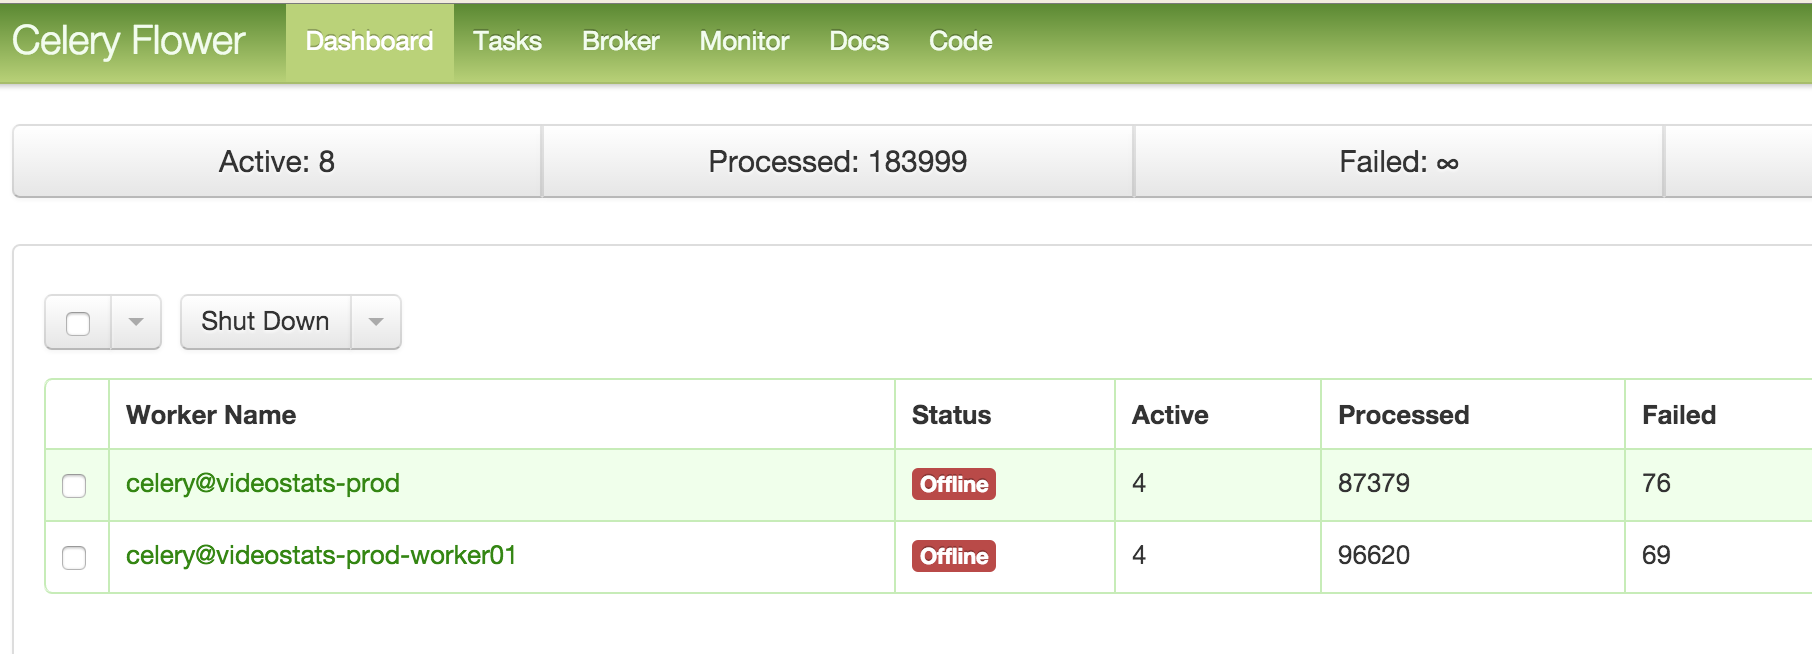 Celery Flower Dashboard Tasks Broker Monitor Docs Code
Active: 8 Processed: 183999 Failed: ∞
Shut Down
Worker Name Status Active Processed Failed
celery@videostats-prod Offline 4 87379 76
celery@videostats-prod-worker01 Offline 4 96620 69